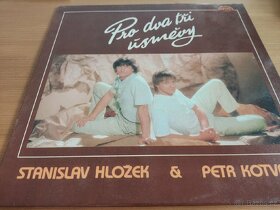 Pro dva tři
úsměvy
STANISLAV HLOŽEK & PETR KOTV